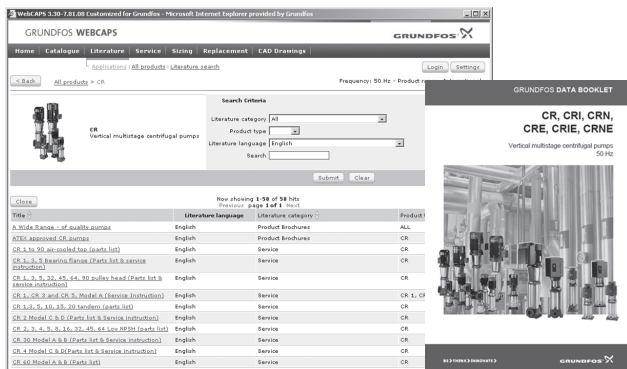 WebCAPS 3.30-7.81.08 Customized for Grundfos - Microsoft Internet Explorer provided by Grundfos
GRUNDFOS WEBCAPS
GRUNDFOS
Home | Catalogue | Literature | Service | Sizing | Replacement | CAD Drawings
Applications : All products : Literature search
Login Settings
< Back All products > CR
Frequency: 50 Hz - Product
Search Criteria
Literature category All
CR
Vertical multistage centrifugal pumps
Product type
Literature language English
Search
Submit Clear
Close
Now showing 1-58 of 58 hits
Previous page 1 of 1 Next
Title Literature language Literature category Product
A Wide Range - of quality pumps English Product Brochures ALL
ATEX approved CR pumps English Product Brochures CR
CR 1 to 90 air-cooled top (parts list) English Service CR
CR 1, 3, 5 bearing flange (Parts list & service instruction) English Service CR
CR 1, 3, 5, 32, 45, 64, 90 pulley head (Parts list & service instruction) English Service CR
CR 1, CR 3 and CR 5, Model A (Service Instruction) English Service CR 1, CR
CR 1,3, 5, 10, 15, 20 tandem (parts list) English Service CR
CR 2 Model C & D (Parts list & Service instruction) English Service CR
CR 2, 3, 4, 5, 8, 16, 32, 45, 64 Low NPSH (parts list) English Service CR
CR 30 Model A & B (Parts list & Service instruction) English Service CR
CR 4 Model C & D(Parts list & Service instruction) English Service CR
CR 60 Model A & B (Parts list) English Service CR
GRUNDFOS DATA BOOKLET
CR, CRI, CRN,
CRE, CRIE, CRNE
Vertical multistage centrifugal pumps
50 Hz
BE > THINK > INNOVATE >
GRUNDFOS